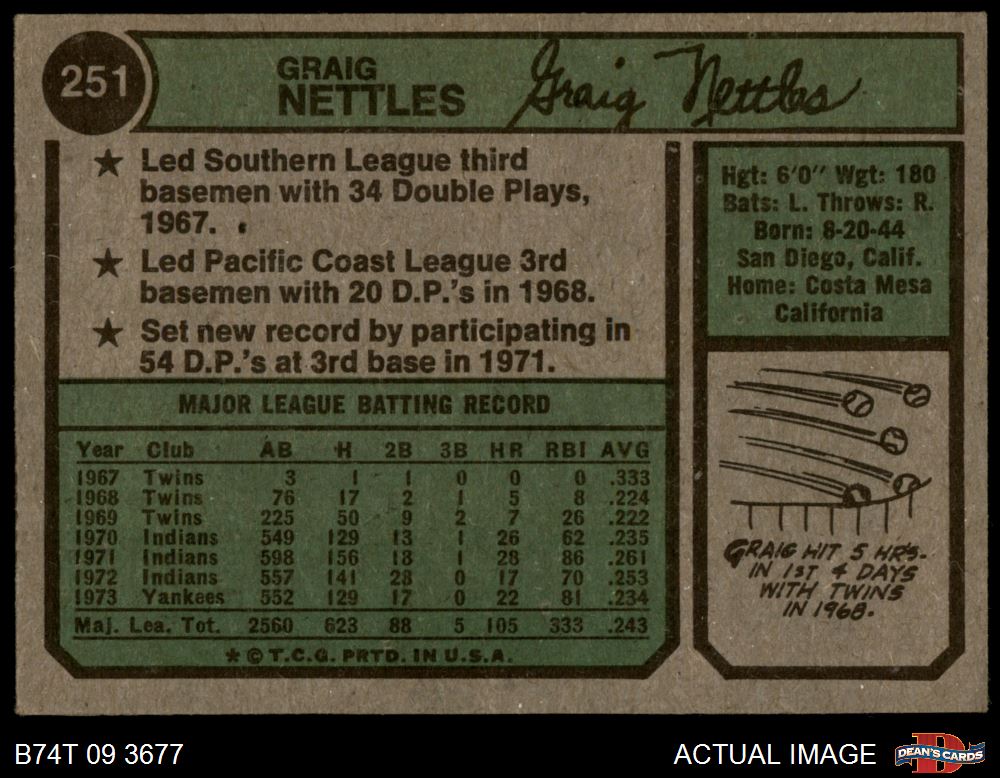 251
GRAIG
NETTLES
Graig Nettles
★ Led Southern League third
basemen with 34 Double Plays,
1967.
★ Led Pacific Coast League 3rd
basemen with 20 D.P.'s in 1968.
★ Set new record by participating in
54 D.P.'s at 3rd base in 1971.
Hgt: 6'0" Wgt: 180
Bats: L. Throws: R.
Born: 8-20-44
San Diego, Calif.
Home: Costa Mesa
California
MAJOR LEAGUE BATTING RECORD
Year Club AB H 2B 3B HR RBI AVG
1967 Twins 3 1 1 0 0 0 .333
1968 Twins 76 17 2 1 5 8 .224
1969 Twins 225 50 9 2 7 26 .222
1970 Indians 549 129 13 1 26 62 .235
1971 Indians 598 156 18 1 28 86 .261
1972 Indians 557 141 28 0 17 70 .253
1973 Yankees 552 129 17 0 22 81 .234
Maj. Lea. Tot. 2560 623 88 5 105 333 .243
★ © T.C.G. PRTD. IN U.S.A.
GRAIG HIT 5 HR'S.
IN 1ST 4 DAYS
WITH TWINS
IN 1968.
B74T 09 3677
ACTUAL IMAGE
D
DEAN'S CARDS